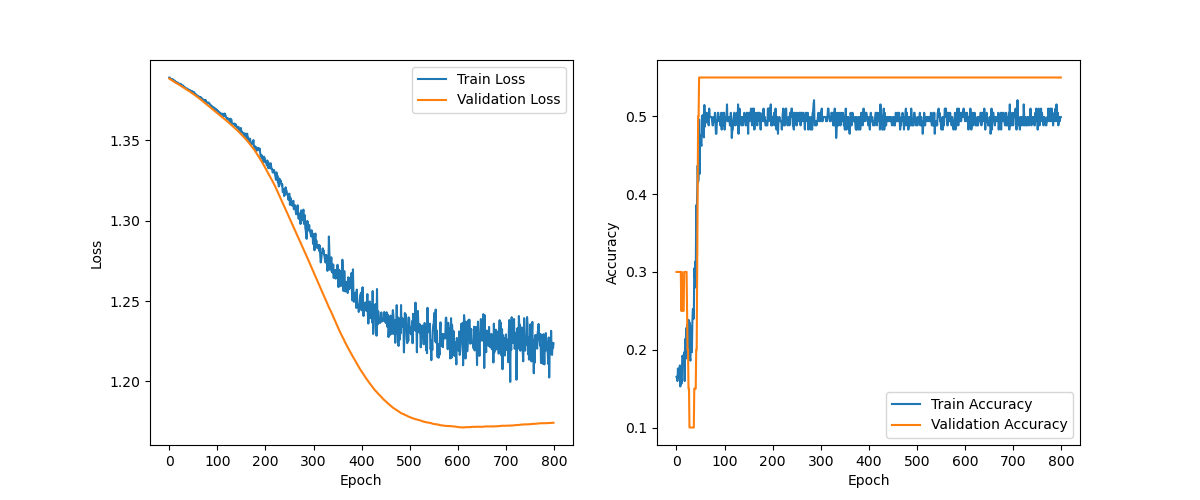 Train Loss
Validation Loss
1.35
1.30
1.25
1.20
Loss
0 100 200 300 400 500 600 700 800
Epoch
0.5
0.4
0.3
0.2
0.1
Accuracy
Train Accuracy
Validation Accuracy
0 100 200 300 400 500 600 700 800
Epoch